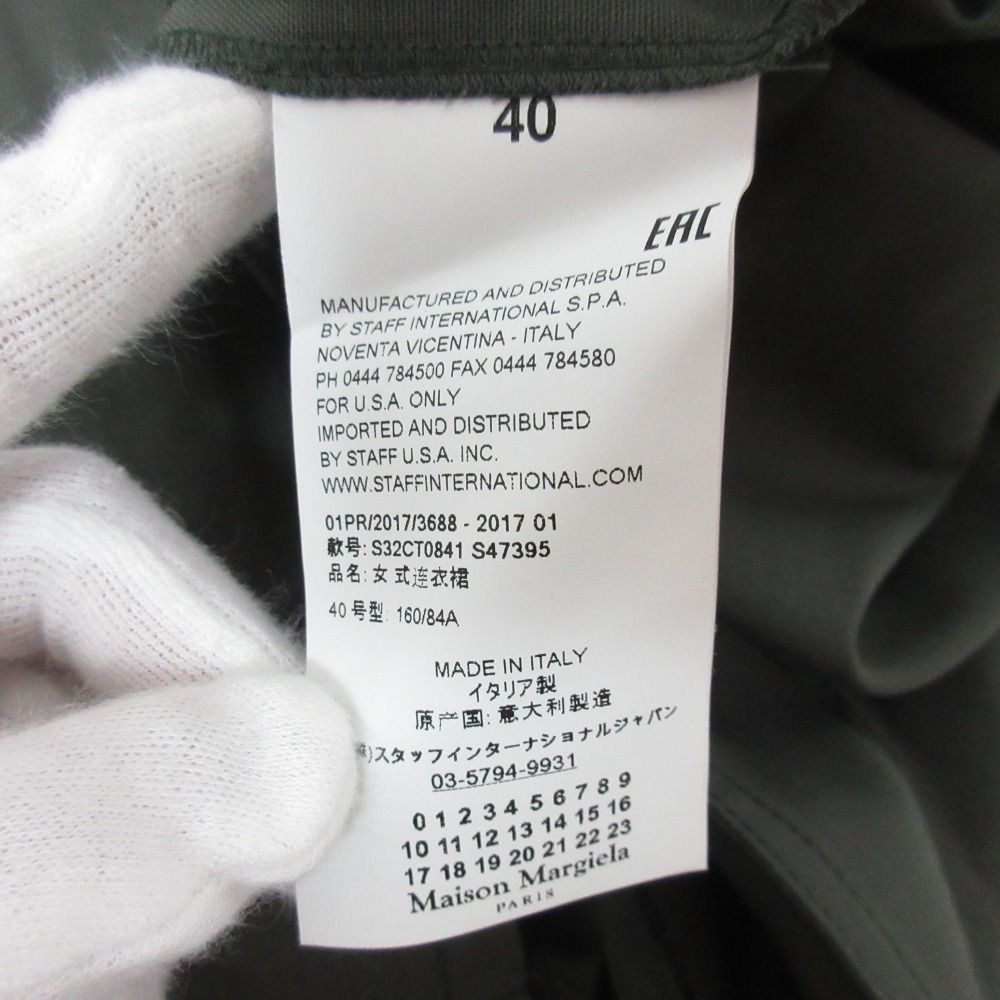 40
EAC
MANUFACTURED AND DISTRIBUTED
BY STAFF INTERNATIONAL S.P.A.
NOVENTA VICENTINA - ITALY
PH 0444 784500 FAX 0444 784580
FOR U.S.A. ONLY
IMPORTED AND DISTRIBUTED
BY STAFF U.S.A. INC.
WWW.STAFFINTERNATIONAL.COM
01PR/2017/3688 - 2017 01
款号: S32CT0841 S47395
品名: 女式连衣裙
40 号型: 160/84A
MADE IN ITALY
イタリア製
原产国: 意大利製造
)スタッフインターナショナルジャパン
03-5794-9931
0 1 2 3 4 5 6 7 8 9
10 11 12 13 14 15 16
17 18 19 20 21 22 23
Maison Margiela
PARIS